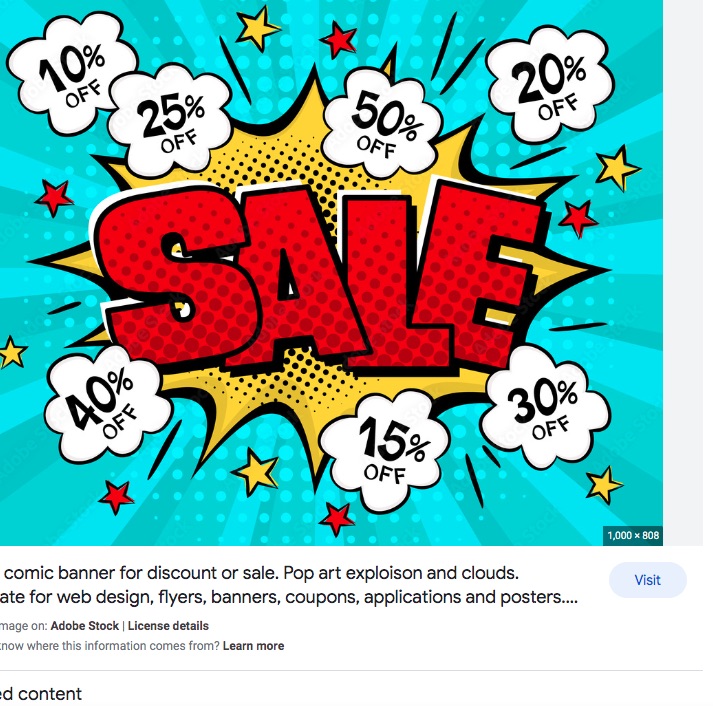 10%
OFF
25%
OFF
50%
OFF
20%
OFF
SALE
40%
OFF
15%
OFF
30%
OFF
1,000 × 808
comic banner for discount or sale. Pop art exploison and clouds.
ate for web design, flyers, banners, coupons, applications and posters....
Visit
mage on: Adobe Stock | License details
know where this information comes from? Learn more
ed content